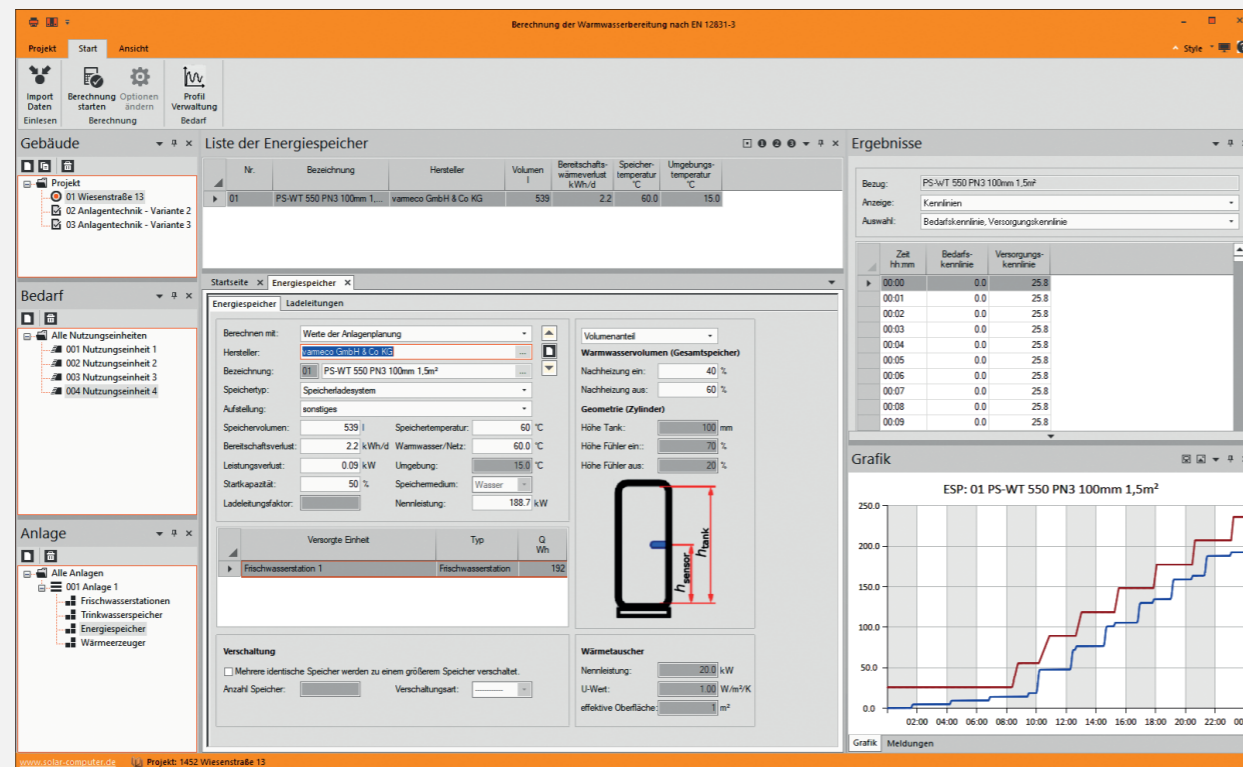 Berechnung der Warmwasserbereitung nach EN 12831-3
Projekt Start Ansicht Style
Import Daten Berechnung starten Optionen ändern Profil Verwaltung
Einlesen Berechnung Bedarf
Gebäude
Projekt
01 Wiesenstraße 13
02 Anlagentechnik - Variante 2
03 Anlagentechnik - Variante 3
Bedarf
Alle Nutzungseinheiten
001 Nutzungseinheit 1
002 Nutzungseinheit 2
003 Nutzungseinheit 3
004 Nutzungseinheit 4
Anlage
Alle Anlagen
001 Anlage 1
Frischwasserstationen
Trinkwasserspeicher
Energiespeicher
Wärmeerzeuger
Liste der Energiespeicher
Nr. Bezeichnung Hersteller Volumen l Bereitschafts-wärmeverlust kWh/d Speicher-temperatur °C Umgebungs-temperatur °C
01 PS-WT 550 PN3 100mm 1,... varmeco GmbH & Co KG 539 2.2 60.0 15.0
Startseite Energiespeicher
Energiespeicher Ladeleitungen
Berechnen mit: Werte der Anlagenplanung
Hersteller: varmeco GmbH & Co KG ...
Bezeichnung: 01 PS-WT 550 PN3 100mm 1,5m² ...
Speichertyp: Speicherladesystem
Aufstellung: sonstiges
Speichervolumen: 539 l Speichertemperatur: 60 °C
Bereitschaftsverlust: 2.2 kWh/d Warmwasser/Netz: 60.0 °C
Leistungsverlust: 0.09 kW Umgebung: 15.0 °C
Startkapazität: 50 % Speichermedium: Wasser
Ladeleitungsfaktor: Nennleistung: 188.7 kW
Versorgte Einheit Typ Q Wh
Frischwasserstation 1 Frischwasserstation 192
Verschaltung
Mehrere identische Speicher werden zu einem größerem Speicher verschaltet.
Anzahl Speicher: Verschaltungsart:
Volumenanteil
Warmwasservolumen (Gesamtspeicher)
Nachheizung ein: 40 %
Nachheizung aus: 60 %
Geometrie (Zylinder)
Höhe Tank: 100 mm
Höhe Fühler ein:: 70 %
Höhe Fühler aus: 20 %
h sensor
h tank
Wärmetauscher
Nennleistung: 20.0 kW
U-Wert: 1.00 W/m²/K
effektive Oberfläche: 1 m²
Ergebnisse
Bezug: PS-WT 550 PN3 100mm 1,5m²
Anzeige: Kennlinien
Auswahl: Bedarfskennlinie, Versorgungskennlinie
Zeit hh:mm Bedarfs-kennlinie Versorgungs-kennlinie
00:00 0.0 25.8
00:01 0.0 25.8
00:02 0.0 25.8
00:03 0.0 25.8
00:04 0.0 25.8
00:05 0.0 25.8
00:06 0.0 25.8
00:07 0.0 25.8
00:08 0.0 25.8
00:09 0.0 25.8
Grafik
ESP: 01 PS-WT 550 PN3 100mm 1,5m²
250.0
200.0
150.0
100.0
50.0
0.0
02:00 04:00 06:00 08:00 10:00 12:00 14:00 16:00 18:00 20:00 22:00 00
Grafik Meldungen
www.solar-computer.de Projekt: 1452 Wiesenstraße 13